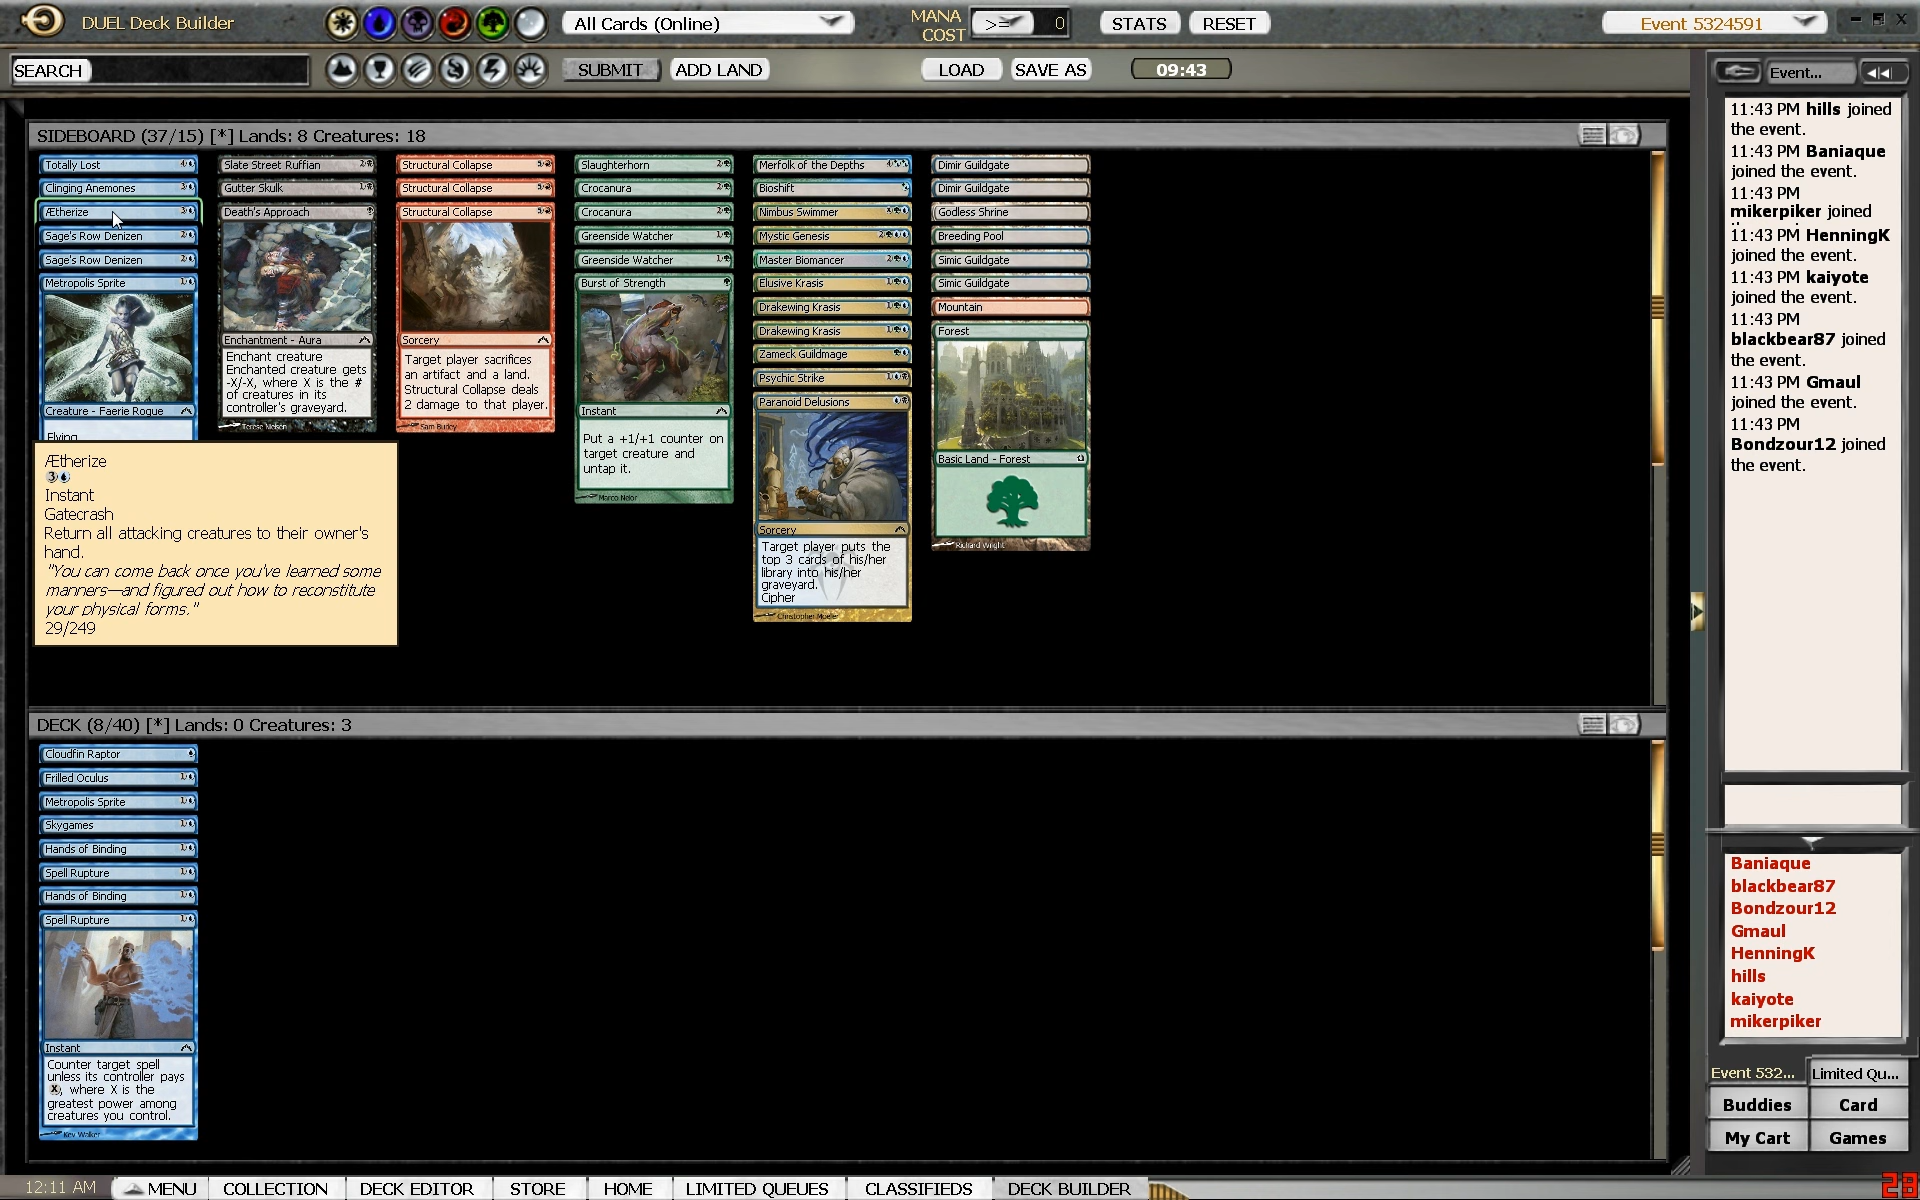 DUEL Deck Builder
All Cards (Online)
MANA COST
>=
0
STATS
RESET
Event 5324591
SEARCH
SUBMIT
ADD LAND
LOAD
SAVE AS
09:43
Event...
SIDEBOARD (37/15) [*] Lands: 8 Creatures: 18
Totally Lost
Clinging Anemones
Ætherize
Sage's Row Denizen
Sage's Row Denizen
Metropolis Sprite
Creature - Faerie Rogue
Flying
Slate Street Ruffian
Gutter Skulk
Death's Approach
Enchantment - Aura
Enchant creature
Enchanted creature gets
-X/-X, where X is the #
of creatures in its
controller's graveyard.
Terese Nielsen
Structural Collapse
Structural Collapse
Structural Collapse
Sorcery
Target player sacrifices
an artifact and a land.
Structural Collapse deals
2 damage to that player.
Sam Burley
Slaughterhorn
Crocanura
Crocanura
Greenside Watcher
Greenside Watcher
Burst of Strength
Instant
Put a +1/+1 counter on
target creature and
untap it.
Marco Nelor
Merfolk of the Depths
Bioshift
Nimbus Swimmer
Mystic Genesis
Master Biomancer
Elusive Krasis
Drakewing Krasis
Drakewing Krasis
Zameck Guildmage
Psychic Strike
Paranoid Delusions
Sorcery
Target player puts the
top 3 cards of his/her
library into his/her
graveyard.
Cipher
Christopher Moeller
Dimir Guildgate
Dimir Guildgate
Godless Shrine
Breeding Pool
Simic Guildgate
Simic Guildgate
Mountain
Forest
Basic Land - Forest
Richard Wright
Ætherize
3
Instant
Gatecrash
Return all attacking creatures to their owner's
hand.
"You can come back once you've learned some
manners—and figured out how to reconstitute
your physical forms."
29/249
DECK (8/40) [*] Lands: 0 Creatures: 3
Cloudfin Raptor
Frilled Oculus
Metropolis Sprite
Skygames
Hands of Binding
Spell Rupture
Hands of Binding
Spell Rupture
Instant
Counter target spell
unless its controller pays
X, where X is the
greatest power among
creatures you control.
Kev Walker
11:43 PM hills joined
the event.
11:43 PM Baniaque
joined the event.
11:43 PM
mikerpiker joined
11:43 PM HenningK
joined the event.
11:43 PM kaiyote
joined the event.
11:43 PM
blackbear87 joined
the event.
11:43 PM Gmaul
joined the event.
11:43 PM
Bondzour12 joined
the event.
Baniaque
blackbear87
Bondzour12
Gmaul
HenningK
hills
kaiyote
mikerpiker
Event 532...
Limited Qu...
Buddies
Card
My Cart
Games
12:11 AM
MENU
COLLECTION
DECK EDITOR
STORE
HOME
LIMITED QUEUES
CLASSIFIEDS
DECK BUILDER
28